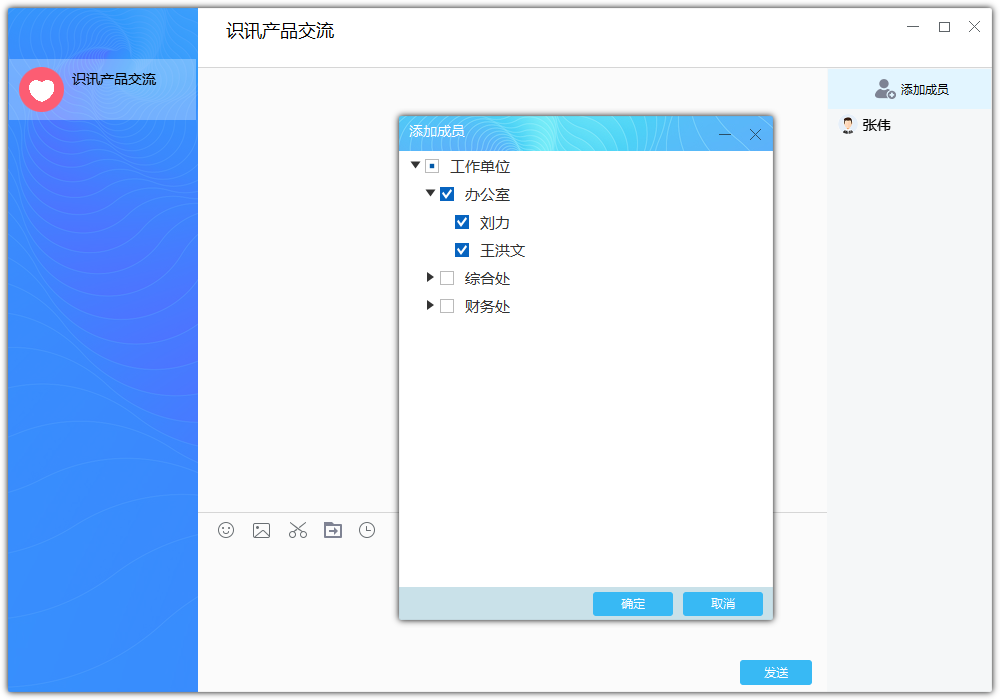 识讯产品交流
识讯产品交流
添加成员
张伟
添加成员
工作单位
办公室
刘力
王洪文
综合处
财务处
确定
取消
发送